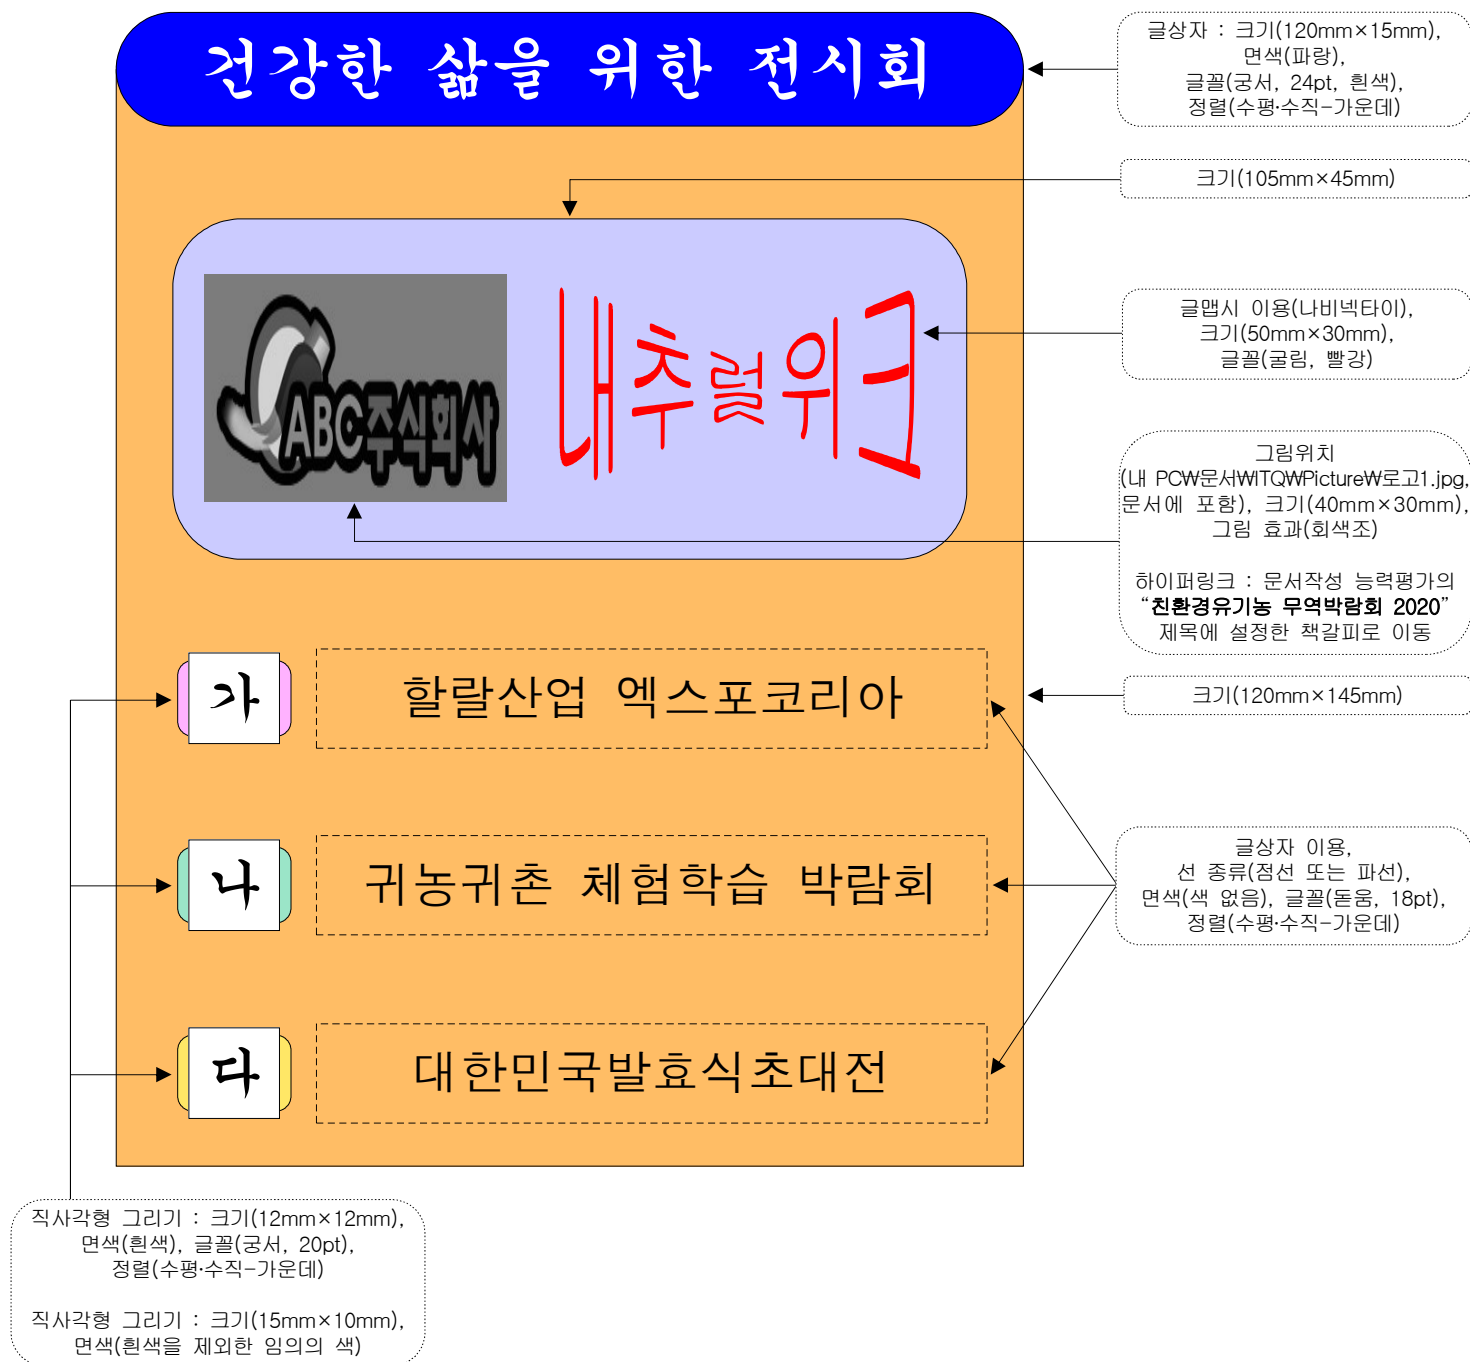 건강한 삶을 위한 전시회
글상자 : 크기(120mm×15mm),
면색(파랑),
글꼴(궁서, 24pt, 흰색),
정렬(수평·수직-가운데)
크기(105mm×45mm)
ABC주식회사
내추럴위크
글맵시 이용(나비넥타이),
크기(50mm×30mm),
글꼴(굴림, 빨강)
그림위치
(내 PC₩문서₩ITQ₩Picture₩로고1.jpg,
문서에 포함), 크기(40mm×30mm),
그림 효과(회색조)
하이퍼링크 : 문서작성 능력평가의
“친환경유기농 무역박람회 2020”
제목에 설정한 책갈피로 이동
가
할랄산업 엑스포코리아
크기(120mm×145mm)
나
귀농귀촌 체험학습 박람회
글상자 이용,
선 종류(점선 또는 파선),
면색(색 없음), 글꼴(돋움, 18pt),
정렬(수평·수직-가운데)
다
대한민국발효식초대전
직사각형 그리기 : 크기(12mm×12mm),
면색(흰색), 글꼴(궁서, 20pt),
정렬(수평·수직-가운데)
직사각형 그리기 : 크기(15mm×10mm),
면색(흰색을 제외한 임의의 색)